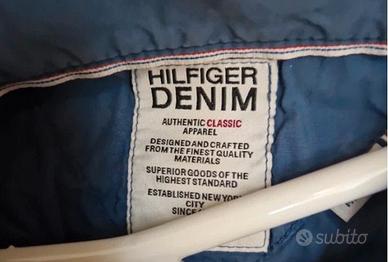 HILFIGER
DENIM
AUTHENTIC CLASSIC
APPAREL
DESIGNED AND CRAFTED
FROM THE FINEST QUALITY
MATERIALS
SUPERIOR GOODS OF THE
HIGHEST STANDARD
ESTABLISHED NEW YORK
CITY
SINCE
subito